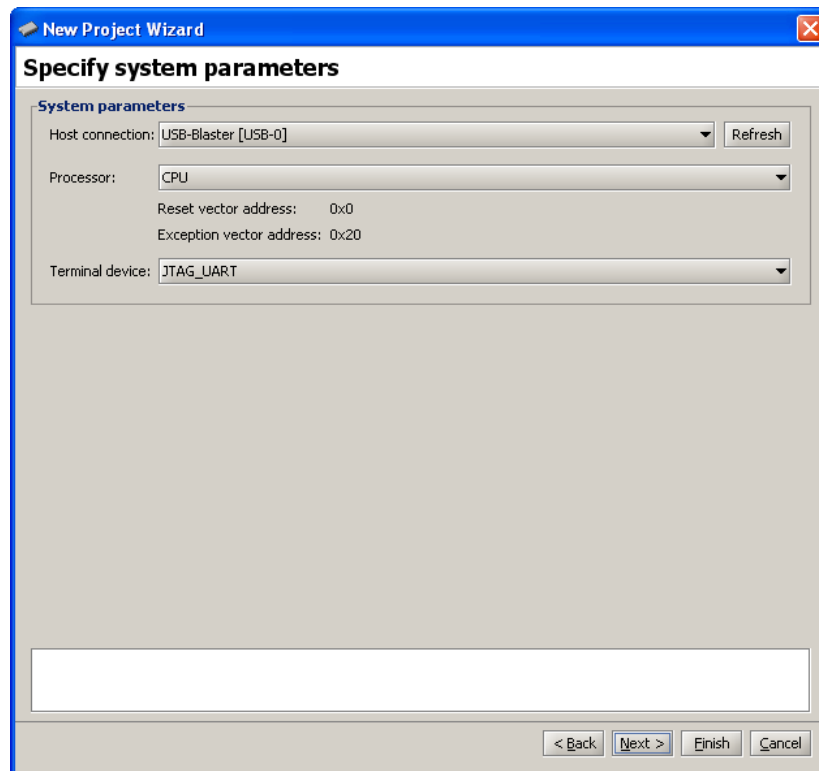 New Project Wizard
Specify system parameters
System parameters
Host connection: USB-Blaster [USB-0] Refresh
Processor: CPU
Reset vector address: 0x0
Exception vector address: 0x20
Terminal device: JTAG_UART
< Back Next > Finish Cancel